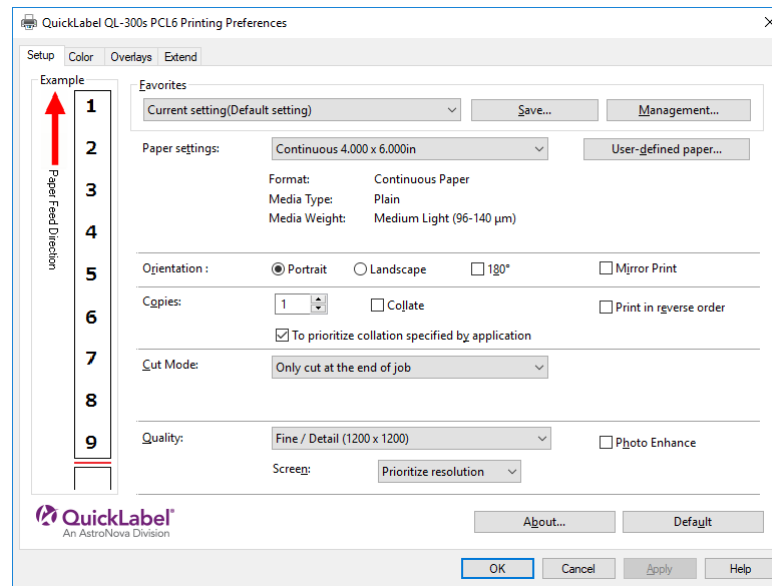 QuickLabel QL-300s PCL6 Printing Preferences
Setup Color Overlays Extend
Example
Paper Feed Direction
1
2
3
4
5
6
7
8
9
Favorites
Current setting(Default setting) Save... Management...
Paper settings: Continuous 4.000 x 6.000in User-defined paper...
Format: Continuous Paper
Media Type: Plain
Media Weight: Medium Light (96-140 μm)
Orientation : Portrait Landscape 180° Mirror Print
Copies: 1 Collate Print in reverse order
To prioritize collation specified by application
Cut Mode: Only cut at the end of job
Quality: Fine / Detail (1200 x 1200) Photo Enhance
Screen: Prioritize resolution
QuickLabel®
An AstroNova Division
About... Default
OK Cancel Apply Help